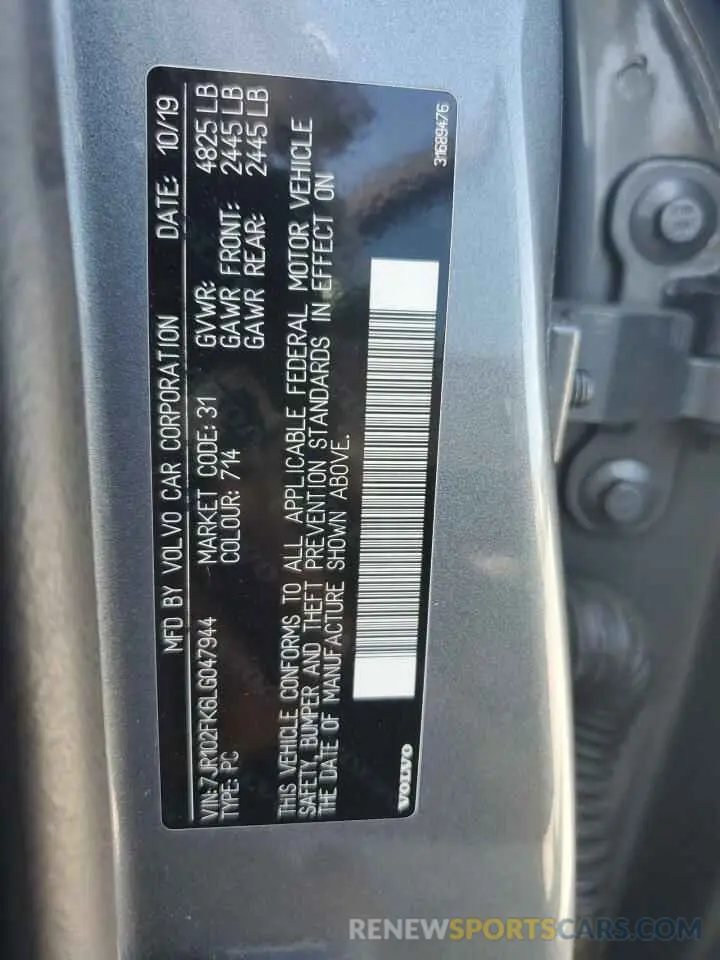 MFD BY VOLVO CAR CORPORATION DATE: 10/19
VIN: 7JR102FK6LG047944 MARKET CODE: 31 GVWR: 4825 LB
TYPE: PC COLOUR: 714 GAWR FRONT: 2445 LB
GAWR REAR: 2445 LB
THIS VEHICLE CONFORMS TO ALL APPLICABLE FEDERAL MOTOR VEHICLE
SAFETY, BUMPER AND THEFT PREVENTION STANDARDS IN EFFECT ON
THE DATE OF MANUFACTURE SHOWN ABOVE.
VOLVO
31689476
RENEWSPORTSCARS.COM